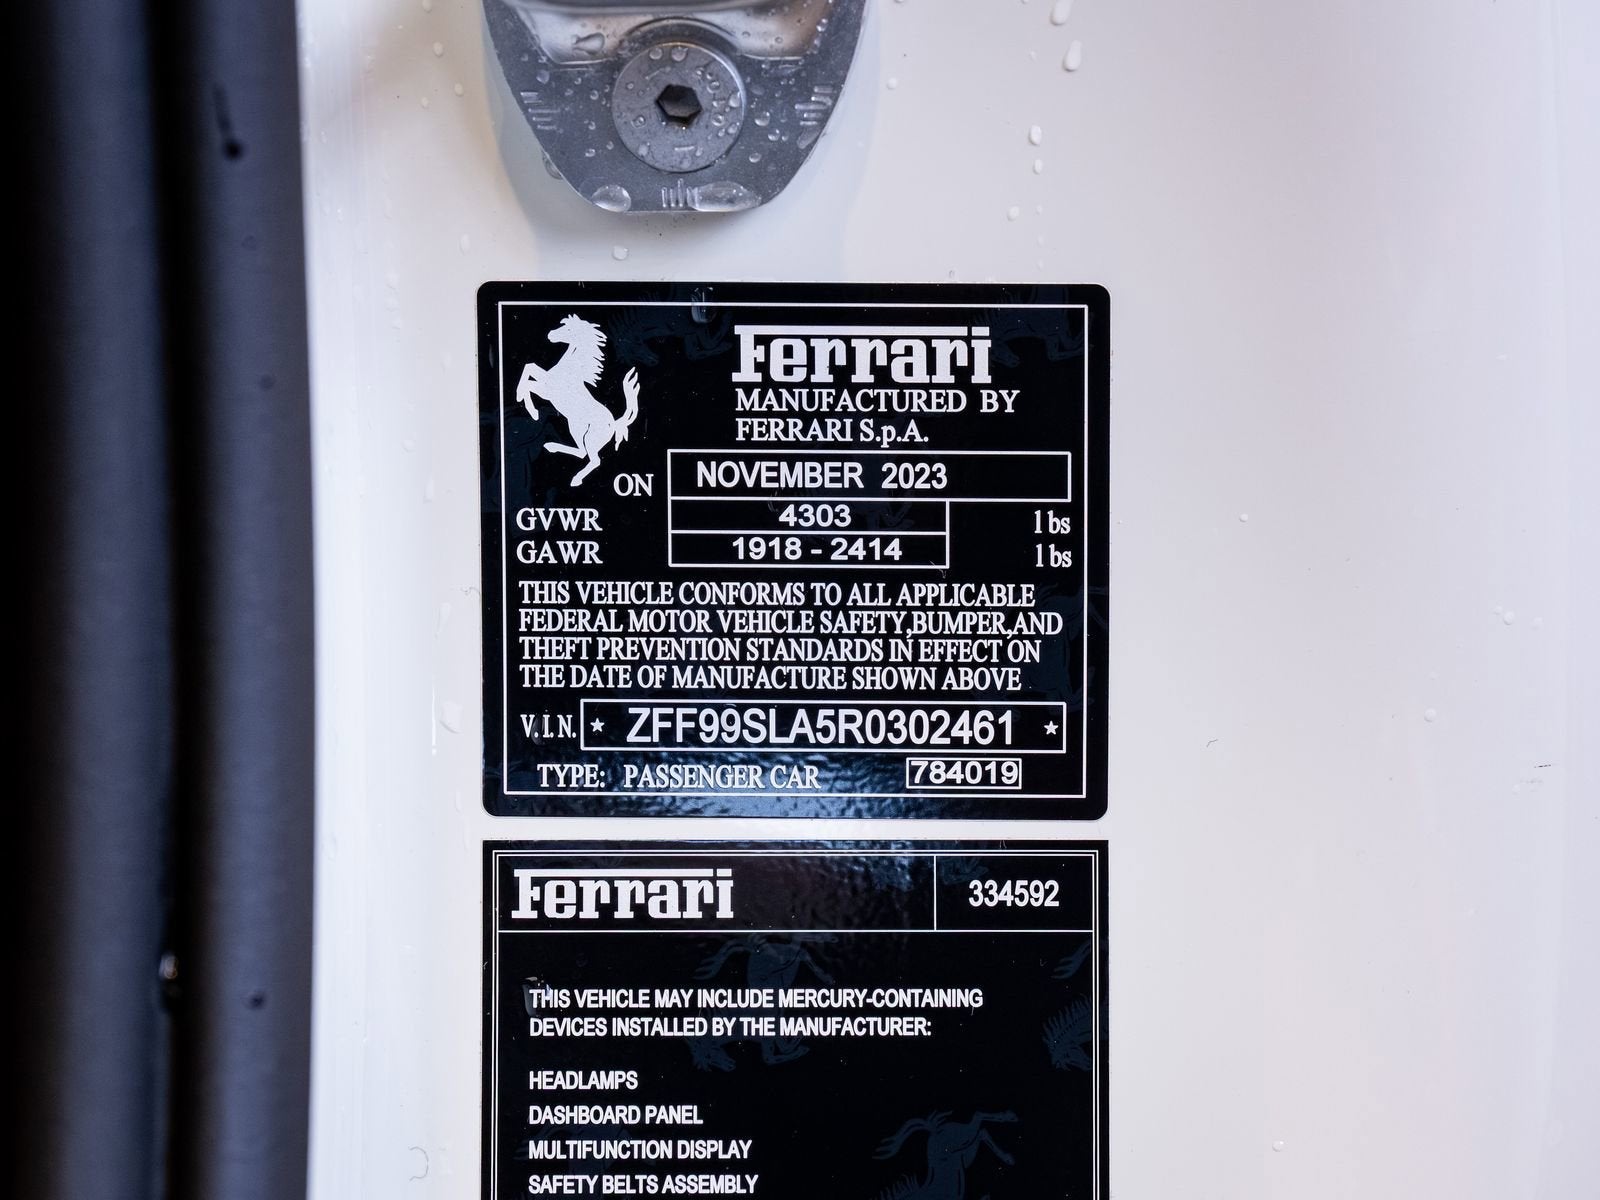 Ferrari
MANUFACTURED BY
FERRARI S.p.A.
ON NOVEMBER 2023
GVWR 4303 lbs
GAWR 1918 - 2414 lbs
THIS VEHICLE CONFORMS TO ALL APPLICABLE
FEDERAL MOTOR VEHICLE SAFETY,BUMPER,AND
THEFT PREVENTION STANDARDS IN EFFECT ON
THE DATE OF MANUFACTURE SHOWN ABOVE
V.I.N. * ZFF99SLA5R0302461 *
TYPE: PASSENGER CAR 784019
Ferrari 334592
THIS VEHICLE MAY INCLUDE MERCURY-CONTAINING
DEVICES INSTALLED BY THE MANUFACTURER:
HEADLAMPS
DASHBOARD PANEL
MULTIFUNCTION DISPLAY
SAFETY BELTS ASSEMBLY